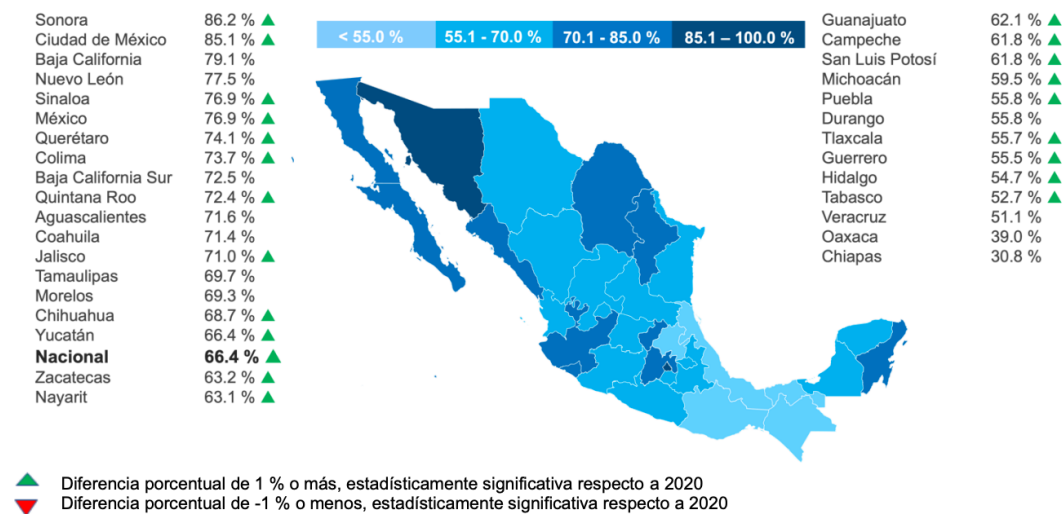 Sonora 86.2 % ▲
Ciudad de México 85.1 % ▲
Baja California 79.1 %
Nuevo León 77.5 %
Sinaloa 76.9 % ▲
México 76.9 % ▲
Querétaro 74.1 % ▲
Colima 73.7 % ▲
Baja California Sur 72.5 %
Quintana Roo 72.4 % ▲
Aguascalientes 71.6 %
Coahuila 71.4 %
Jalisco 71.0 % ▲
Tamaulipas 69.7 %
Morelos 69.3 %
Chihuahua 68.7 % ▲
Yucatán 66.4 % ▲
Nacional 66.4 % ▲
Zacatecas 63.2 % ▲
Nayarit 63.1 % ▲
< 55.0 % 55.1 - 70.0 % 70.1 - 85.0 % 85.1 – 100.0 %
Guanajuato 62.1 % ▲
Campeche 61.8 % ▲
San Luis Potosí 61.8 % ▲
Michoacán 59.5 % ▲
Puebla 55.8 % ▲
Durango 55.8 %
Tlaxcala 55.7 % ▲
Guerrero 55.5 % ▲
Hidalgo 54.7 % ▲
Tabasco 52.7 % ▲
Veracruz 51.1 %
Oaxaca 39.0 %
Chiapas 30.8 %
▲ Diferencia porcentual de 1 % o más, estadísticamente significativa respecto a 2020
▼ Diferencia porcentual de -1 % o menos, estadísticamente significativa respecto a 2020